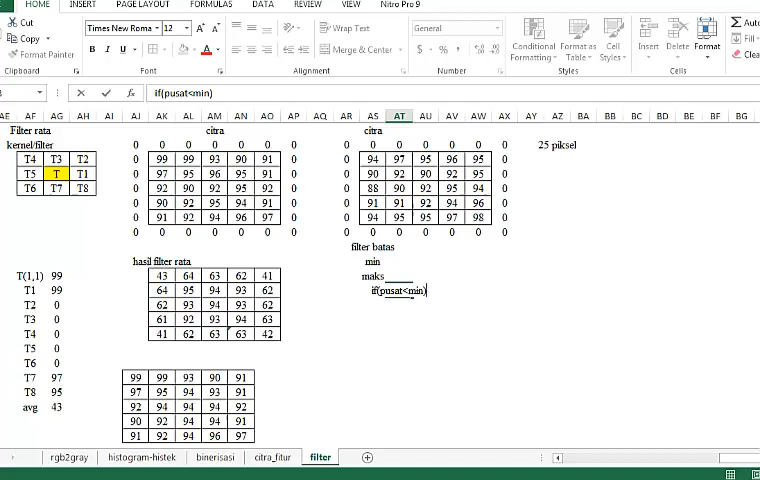 HOME INSERT PAGE LAYOUT FORMULAS DATA REVIEW VIEW Nitro Pro 9
Cut
Copy
Format Painter
Clipboard
Times New Roma 12
B I U
Font
Wrap Text
Merge & Center
Alignment
General
$ % ,
Number
Conditional Formatting
Format as Table
Cell Styles
Styles
Insert Delete Format
Cells
Σ Auto
Fill
Clea
if(pusat<min)
AE AF AG AH AI AJ AK AL AM AN AO AP AQ AR AS AT AU AV AW AX AY AZ BA BB BC BD BE BF BG
Filter rata citra citra
kernel/filter 0 0 0 0 0 0 0 0 0 0 0 0 0 0 25 piksel
T4 T3 T2 0 99 99 93 90 91 0 0 94 97 95 96 95 0
T5 T T1 0 97 95 96 95 91 0 0 90 92 90 92 95 0
T6 T7 T8 0 92 90 92 95 92 0 0 88 90 92 95 94 0
0 90 92 95 94 91 0 0 91 91 92 94 96 0
0 91 92 94 96 97 0 0 94 95 95 97 98 0
0 0 0 0 0 0 0 0 0 0 0 0 0 0
filter batas
hasil filter rata min
T(1,1) 99 43 64 63 62 41 maks
T1 99 64 95 94 93 62 if(pusat<min)
T2 0 62 93 94 93 62
T3 0 61 92 93 94 63
T4 0 41 62 63 63 42
T5 0
T6 0
T7 97 99 99 93 90 91
T8 95 97 95 94 93 91
avg 43 92 94 94 94 92
90 92 94 94 91
91 92 94 96 97
rgb2gray histogram-histek binerisasi citra_fitur filter